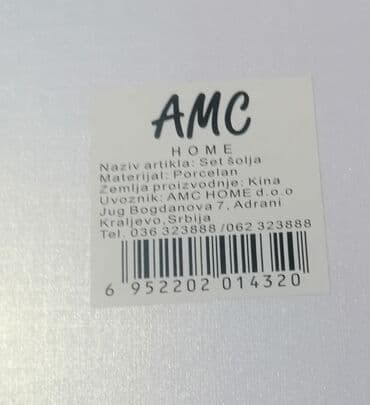 AMC
HOME
Naziv artikla: Set šolja
Materijal: Porcelan
Zemlja proizvodnje: Kina
Uvoznik: AMC HOME d.o.o
Jug Bogdanova 7, Adrani
Kraljevo,Srbija
Tel. 036 323888 /062 323888
6 952202 014320